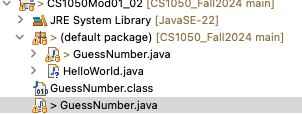 > CS1050Mod01_02 [CS1050_Fall2024 main]
> JRE System Library [JavaSE-22]
> (default package) [CS1050_Fall2024 main]
> GuessNumber.java
> HelloWorld.java
GuessNumber.class
> GuessNumber.java